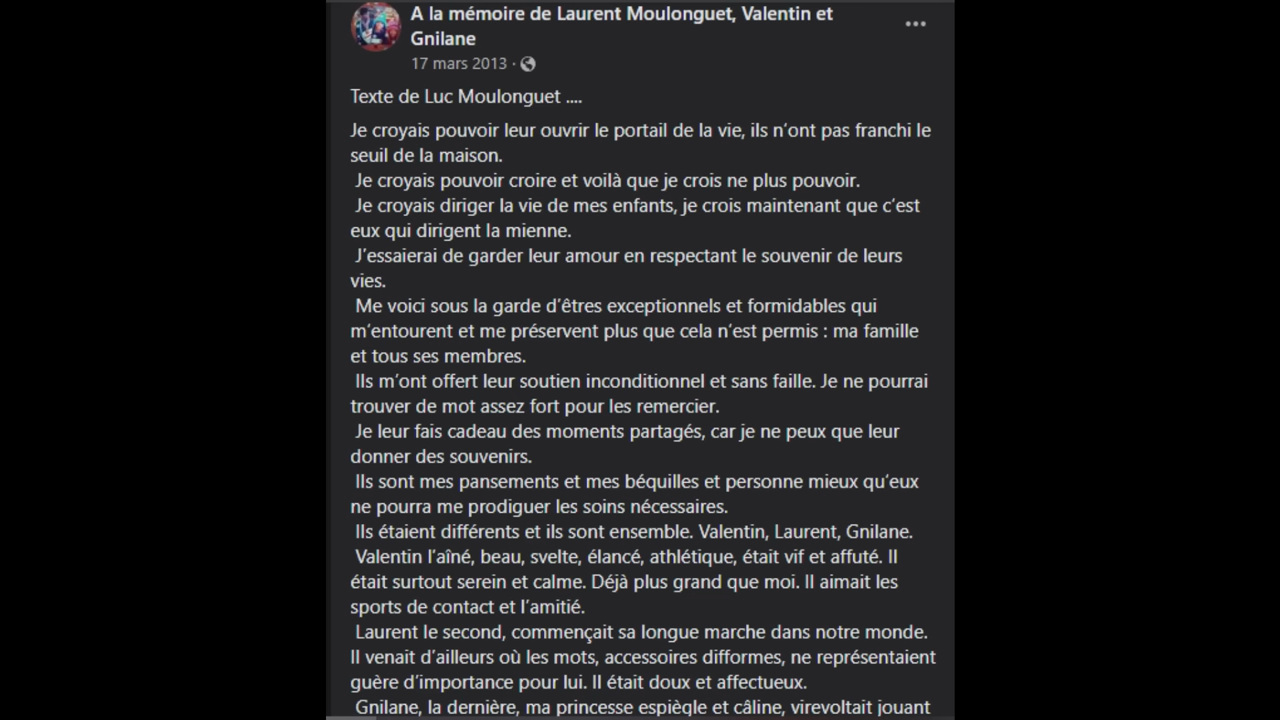 A la mémoire de Laurent Moulonguet, Valentin et
Gnilane
17 mars 2013 ·
Texte de Luc Moulonguet ....
Je croyais pouvoir leur ouvrir le portail de la vie, ils n’ont pas franchi le
seuil de la maison.
Je croyais pouvoir croire et voilà que je crois ne plus pouvoir.
Je croyais diriger la vie de mes enfants, je crois maintenant que c’est
eux qui dirigent la mienne.
J’essaierai de garder leur amour en respectant le souvenir de leurs
vies.
Me voici sous la garde d’êtres exceptionnels et formidables qui
m’entourent et me préservent plus que cela n’est permis : ma famille
et tous ses membres.
Ils m’ont offert leur soutien inconditionnel et sans faille. Je ne pourrai
trouver de mot assez fort pour les remercier.
Je leur fais cadeau des moments partagés, car je ne peux que leur
donner des souvenirs.
Ils sont mes pansements et mes béquilles et personne mieux qu’eux
ne pourra me prodiguer les soins nécessaires.
Ils étaient différents et ils sont ensemble. Valentin, Laurent, Gnilane.
Valentin l’aîné, beau, svelte, élancé, athlétique, était vif et affuté. Il
était surtout serein et calme. Déjà plus grand que moi. Il aimait les
sports de contact et l’amitié.
Laurent le second, commençait sa longue marche dans notre monde.
Il venait d’ailleurs où les mots, accessoires difformes, ne représentaient
guère d’importance pour lui. Il était doux et affectueux.
Gnilane, la dernière, ma princesse espiègle et câline, virevoltait jouant